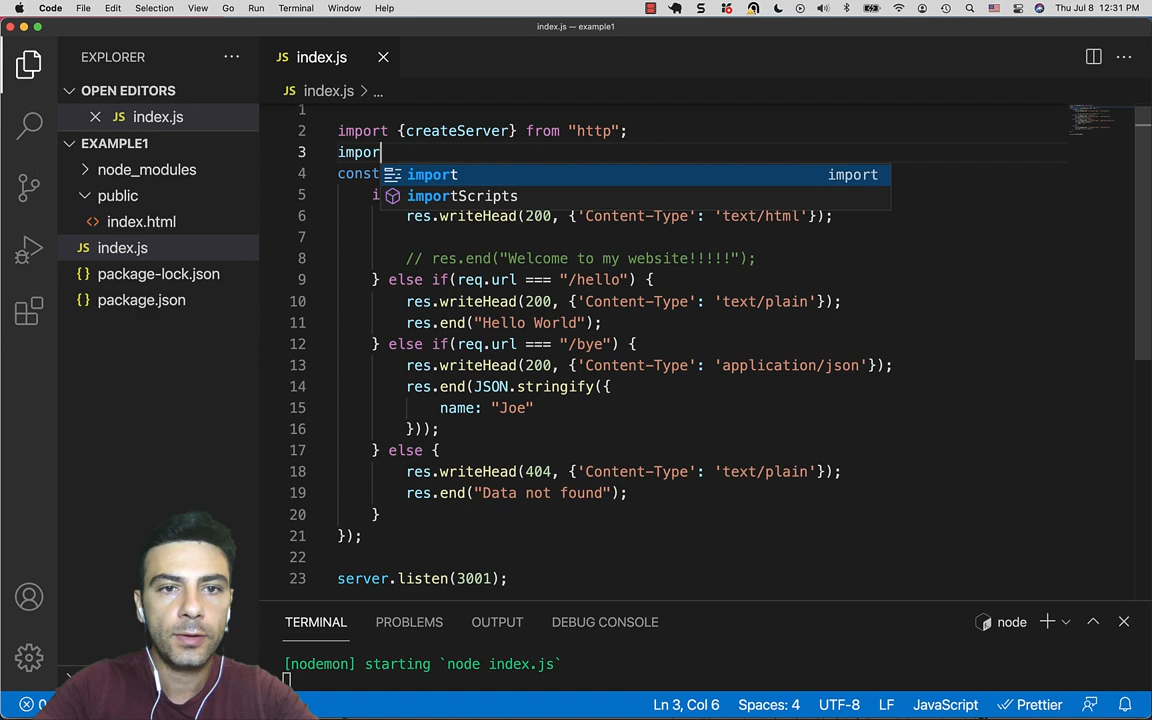 Code File Edit Selection View Go Run Terminal Window Help Thu Jul 8 12:31 PM
index.js — example1
EXPLORER
JS index.js
OPEN EDITORS
JS index.js
JS index.js > ...
EXAMPLE1
node_modules
public
index.html
JS index.js
{} package-lock.json
{} package.json
1
2 import {createServer} from "http";
3 impor
import import
importScripts
4 const
5 i
6 res.writeHead(200, {'Content-Type': 'text/html'});
7
8 // res.end("Welcome to my website!!!!!");
9 } else if(req.url === "/hello") {
10 res.writeHead(200, {'Content-Type': 'text/plain'});
11 res.end("Hello World");
12 } else if(req.url === "/bye") {
13 res.writeHead(200, {'Content-Type': 'application/json'});
14 res.end(JSON.stringify({
15 name: "Joe"
16 }));
17 } else {
18 res.writeHead(404, {'Content-Type': 'text/plain'});
19 res.end("Data not found");
20 }
21 });
22
23 server.listen(3001);
TERMINAL PROBLEMS OUTPUT DEBUG CONSOLE node
[nodemon] starting `node index.js`
0 Ln 3, Col 6 Spaces: 4 UTF-8 LF JavaScript Prettier